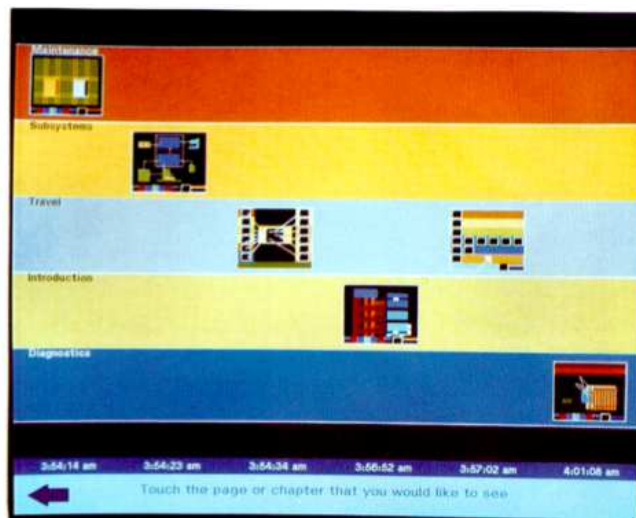 Maintenance
Subsystems
Travel
Introduction
Diagnostics
3:54:14 am 3:54:23 am 3:54:34 am 3:56:52 am 3:57:02 am 4:01:08 am
Touch the page or chapter that you would like to see